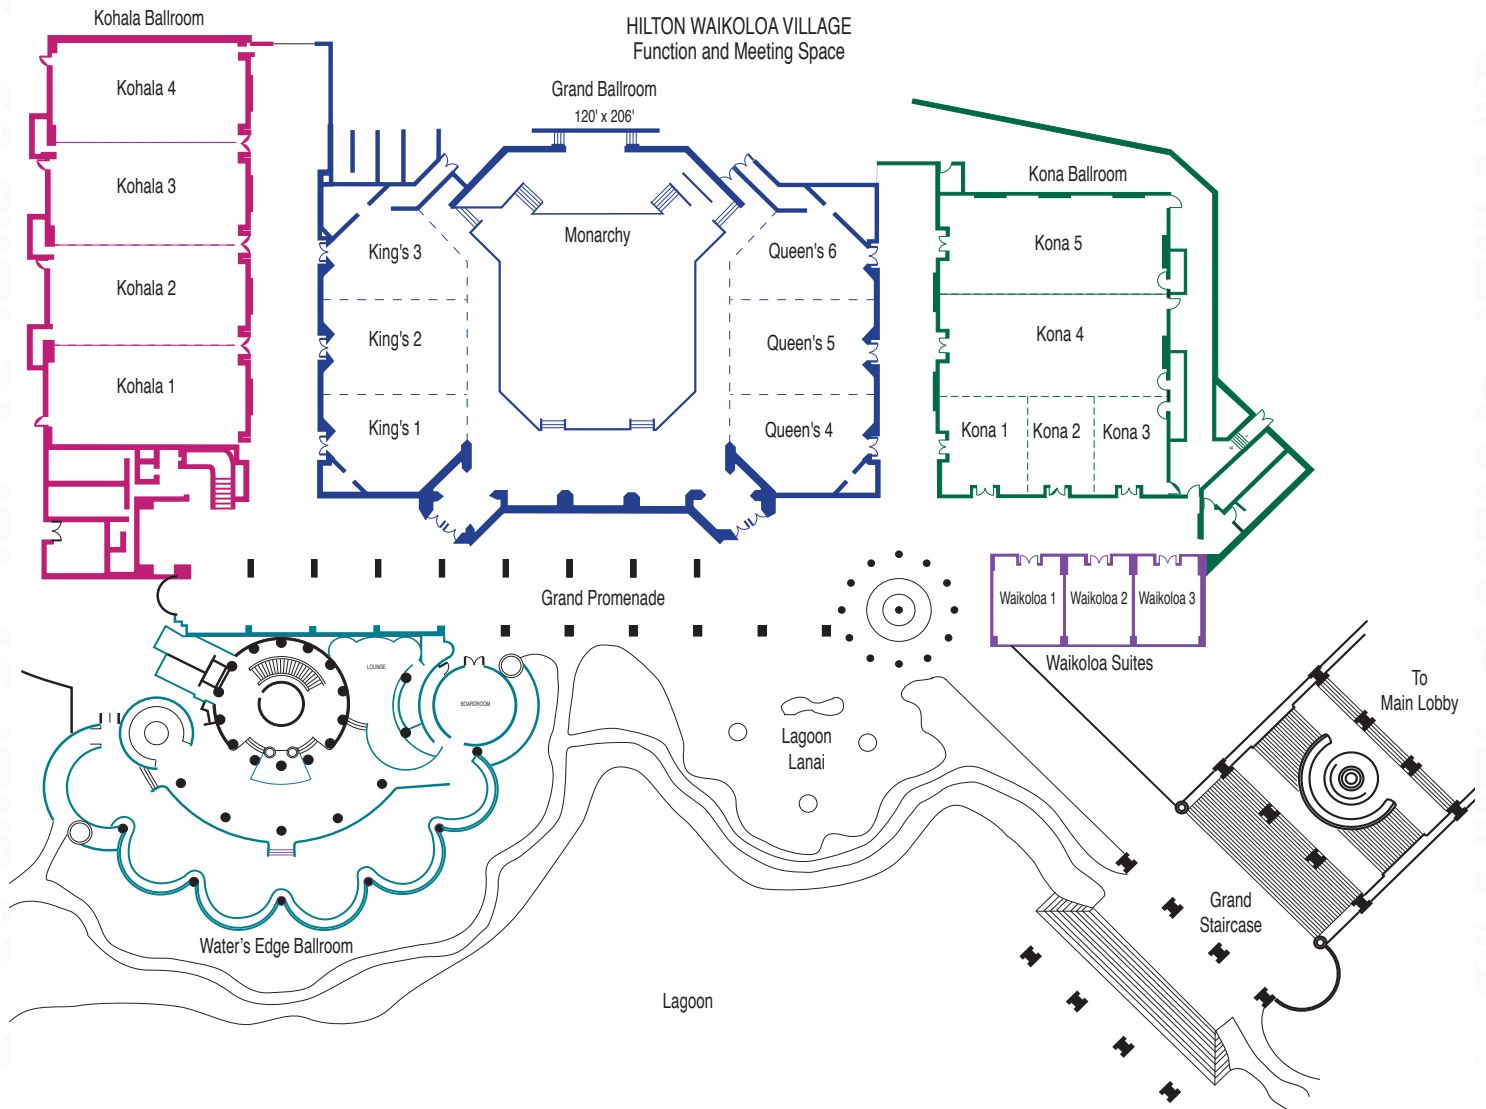 Kohala Ballroom
HILTON WAIKOLOA VILLAGE
Function and Meeting Space
Grand Ballroom
120' x 206'
Kohala 4
Kohala 3
Kohala 2
Kohala 1
King's 3
King's 2
King's 1
Monarchy
Queen's 6
Queen's 5
Queen's 4
Kona Ballroom
Kona 5
Kona 4
Kona 1
Kona 2
Kona 3
Grand Promenade
Waikoloa 1
Waikoloa 2
Waikoloa 3
Waikoloa Suites
LOUNGE
BOARDROOM
To
Main Lobby
Lagoon
Lanai
Grand
Staircase
Water's Edge Ballroom
Lagoon